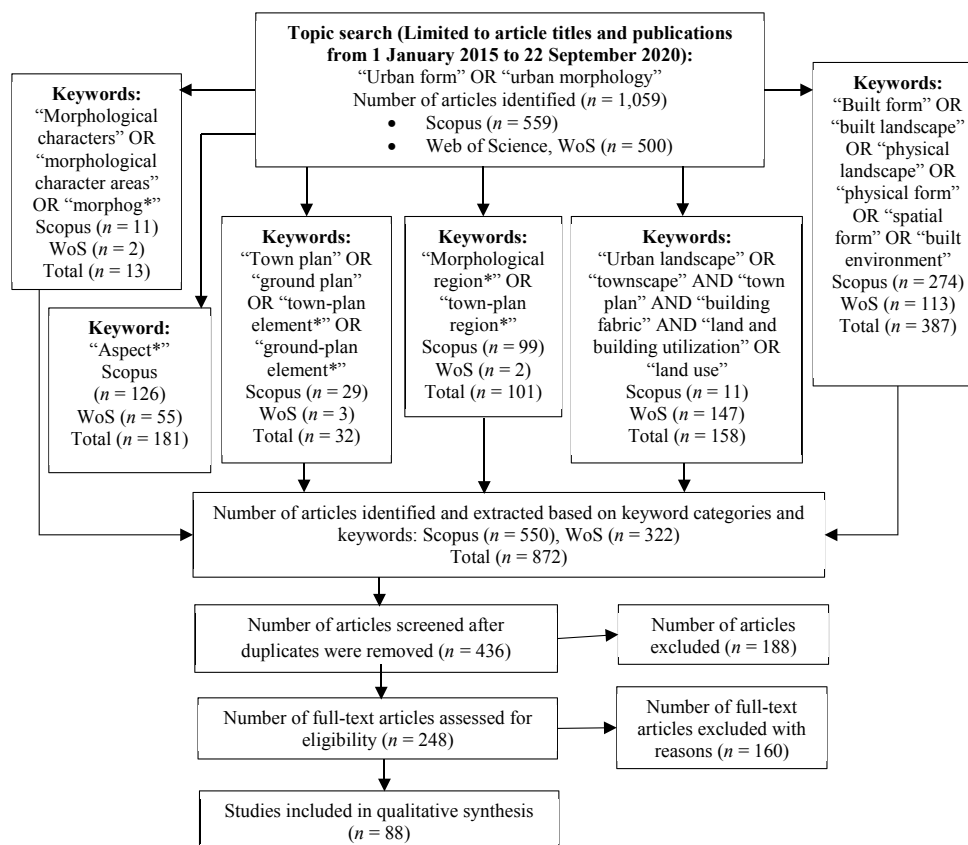 Topic search (Limited to article titles and publications
from 1 January 2015 to 22 September 2020):
“Urban form” OR “urban morphology”
Number of articles identified (n = 1,059)
• Scopus (n = 559)
• Web of Science, WoS (n = 500)
Keywords:
“Morphological
characters” OR
“morphological
character areas”
OR “morphog*”
Scopus (n = 11)
WoS (n = 2)
Total (n = 13)
Keyword:
“Aspect*”
Scopus
(n = 126)
WoS (n = 55)
Total (n = 181)
Keywords:
“Town plan” OR
“ground plan”
OR “town-plan
element*” OR
“ground-plan
element*”
Scopus (n = 29)
WoS (n = 3)
Total (n = 32)
Keywords:
“Morphological
region*” OR
“town-plan
region*”
Scopus (n = 99)
WoS (n = 2)
Total (n = 101)
Keywords:
“Urban landscape” OR
“townscape” AND “town
plan” AND “building
fabric” AND “land and
building utilization” OR
“land use”
Scopus (n = 11)
WoS (n = 147)
Total (n = 158)
Keywords:
“Built form” OR
“built landscape”
OR “physical
landscape” OR
“physical form”
OR “spatial
form” OR “built
environment”
Scopus (n = 274)
WoS (n = 113)
Total (n = 387)
Number of articles identified and extracted based on keyword categories and
keywords: Scopus (n = 550), WoS (n = 322)
Total (n = 872)
Number of articles screened after
duplicates were removed (n = 436)
Number of articles
excluded (n = 188)
Number of full-text articles assessed for
eligibility (n = 248)
Number of full-text
articles excluded with
reasons (n = 160)
Studies included in qualitative synthesis
(n = 88)